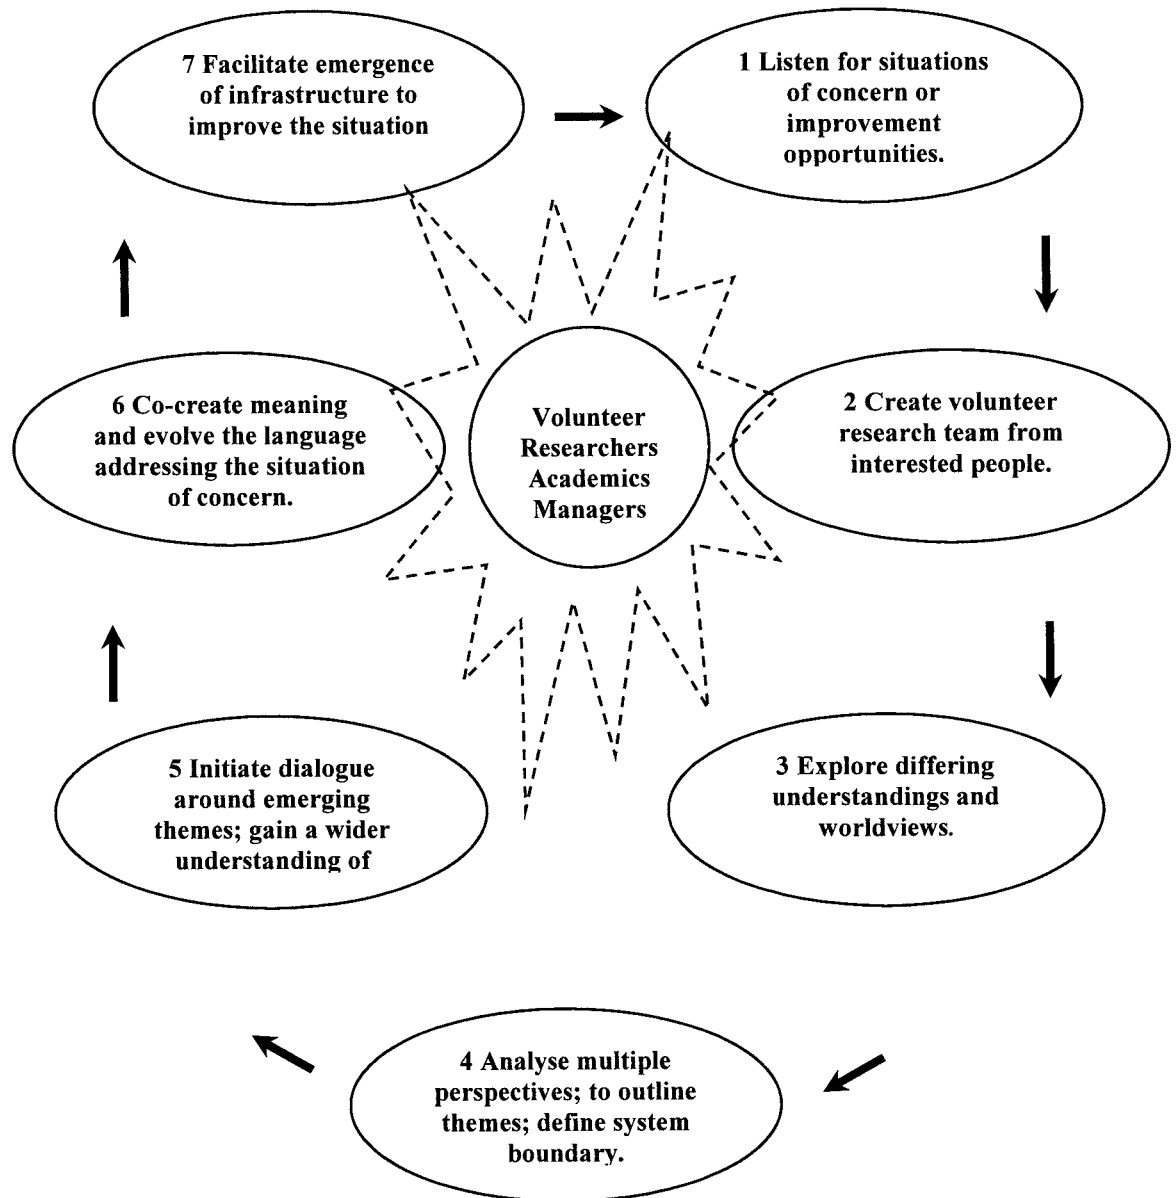 7 Facilitate emergence
of infrastructure to
improve the situation
1 Listen for situations
of concern or
improvement
opportunities.
6 Co-create meaning
and evolve the language
addressing the situation
of concern.
Volunteer
Researchers
Academics
Managers
2 Create volunteer
research team from
interested people.
5 Initiate dialogue
around emerging
themes; gain a wider
understanding of
3 Explore differing
understandings and
worldviews.
4 Analyse multiple
perspectives; to outline
themes; define system
boundary.